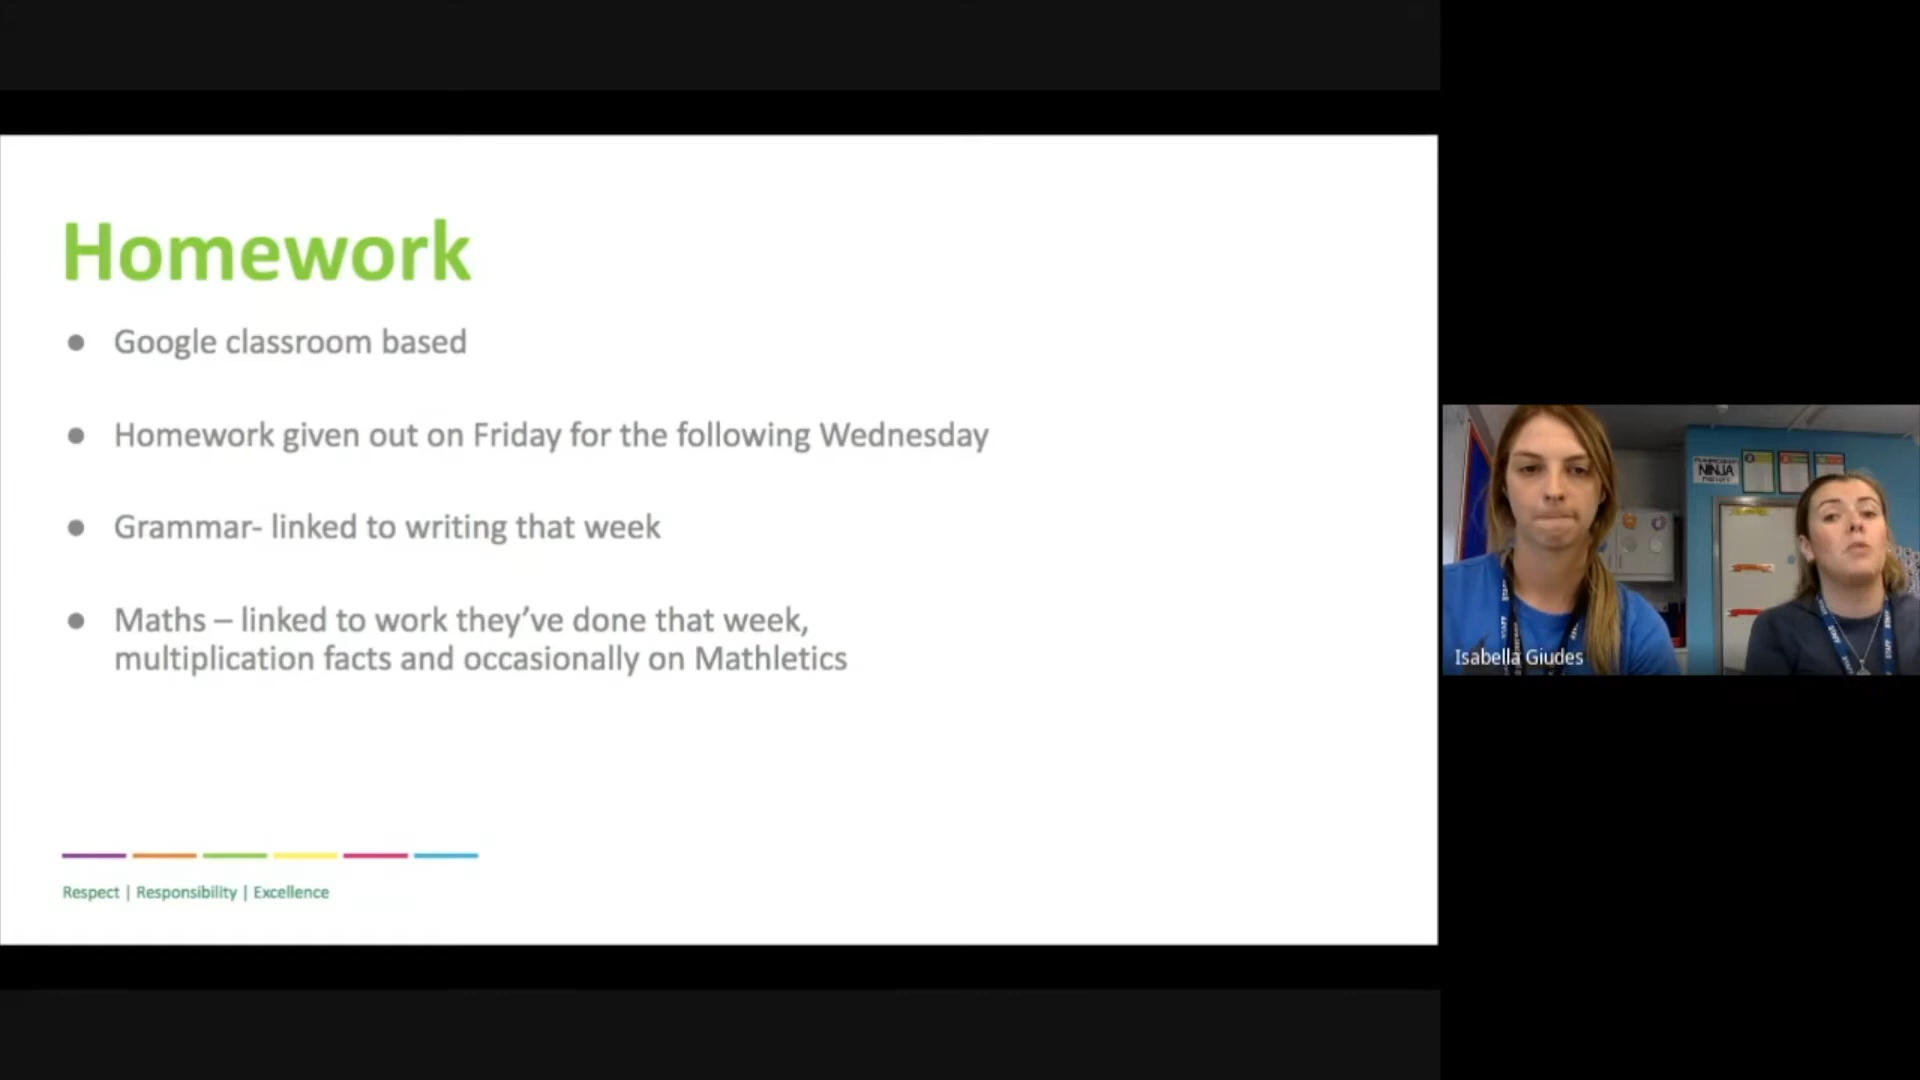 Homework
● Google classroom based
● Homework given out on Friday for the following Wednesday
● Grammar- linked to writing that week
● Maths – linked to work they've done that week,
multiplication facts and occasionally on Mathletics
Respect | Responsibility | Excellence
Isabella Giudes
NINJA
STAFF